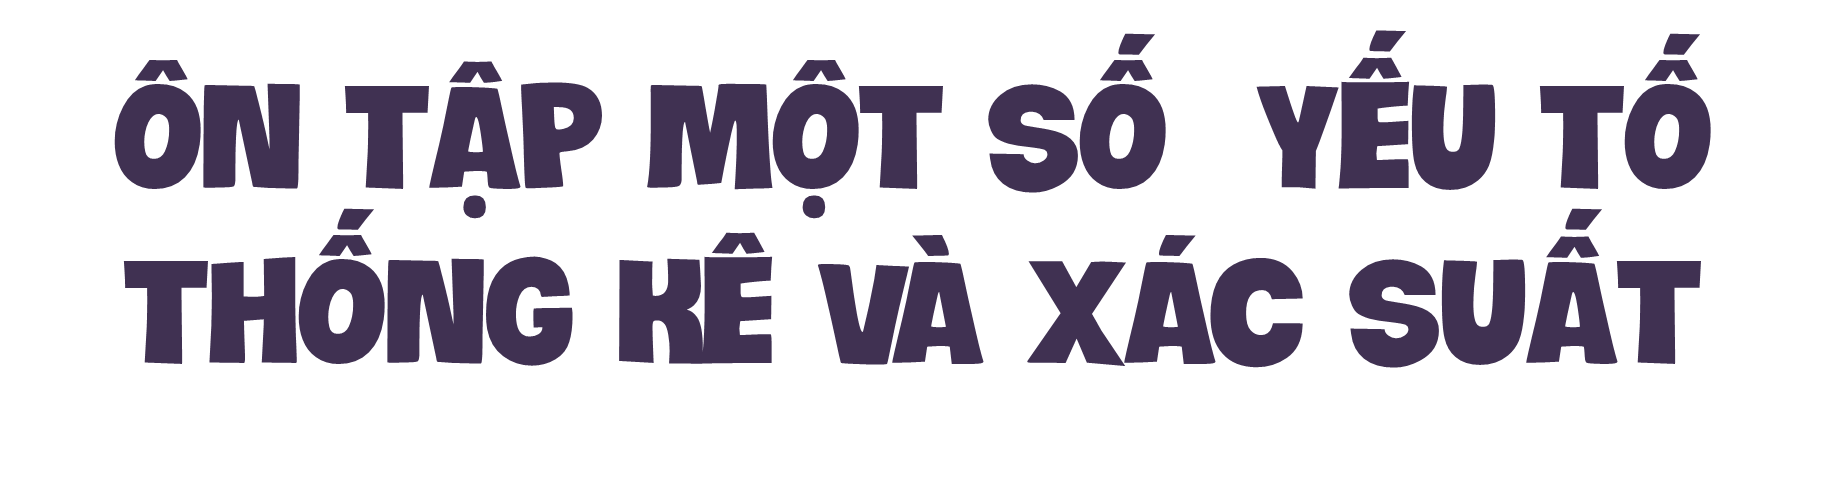 ÔN TẬP MỘT SỐ YẾU TỐ
THỐNG KÊ VÀ XÁC SUẤT